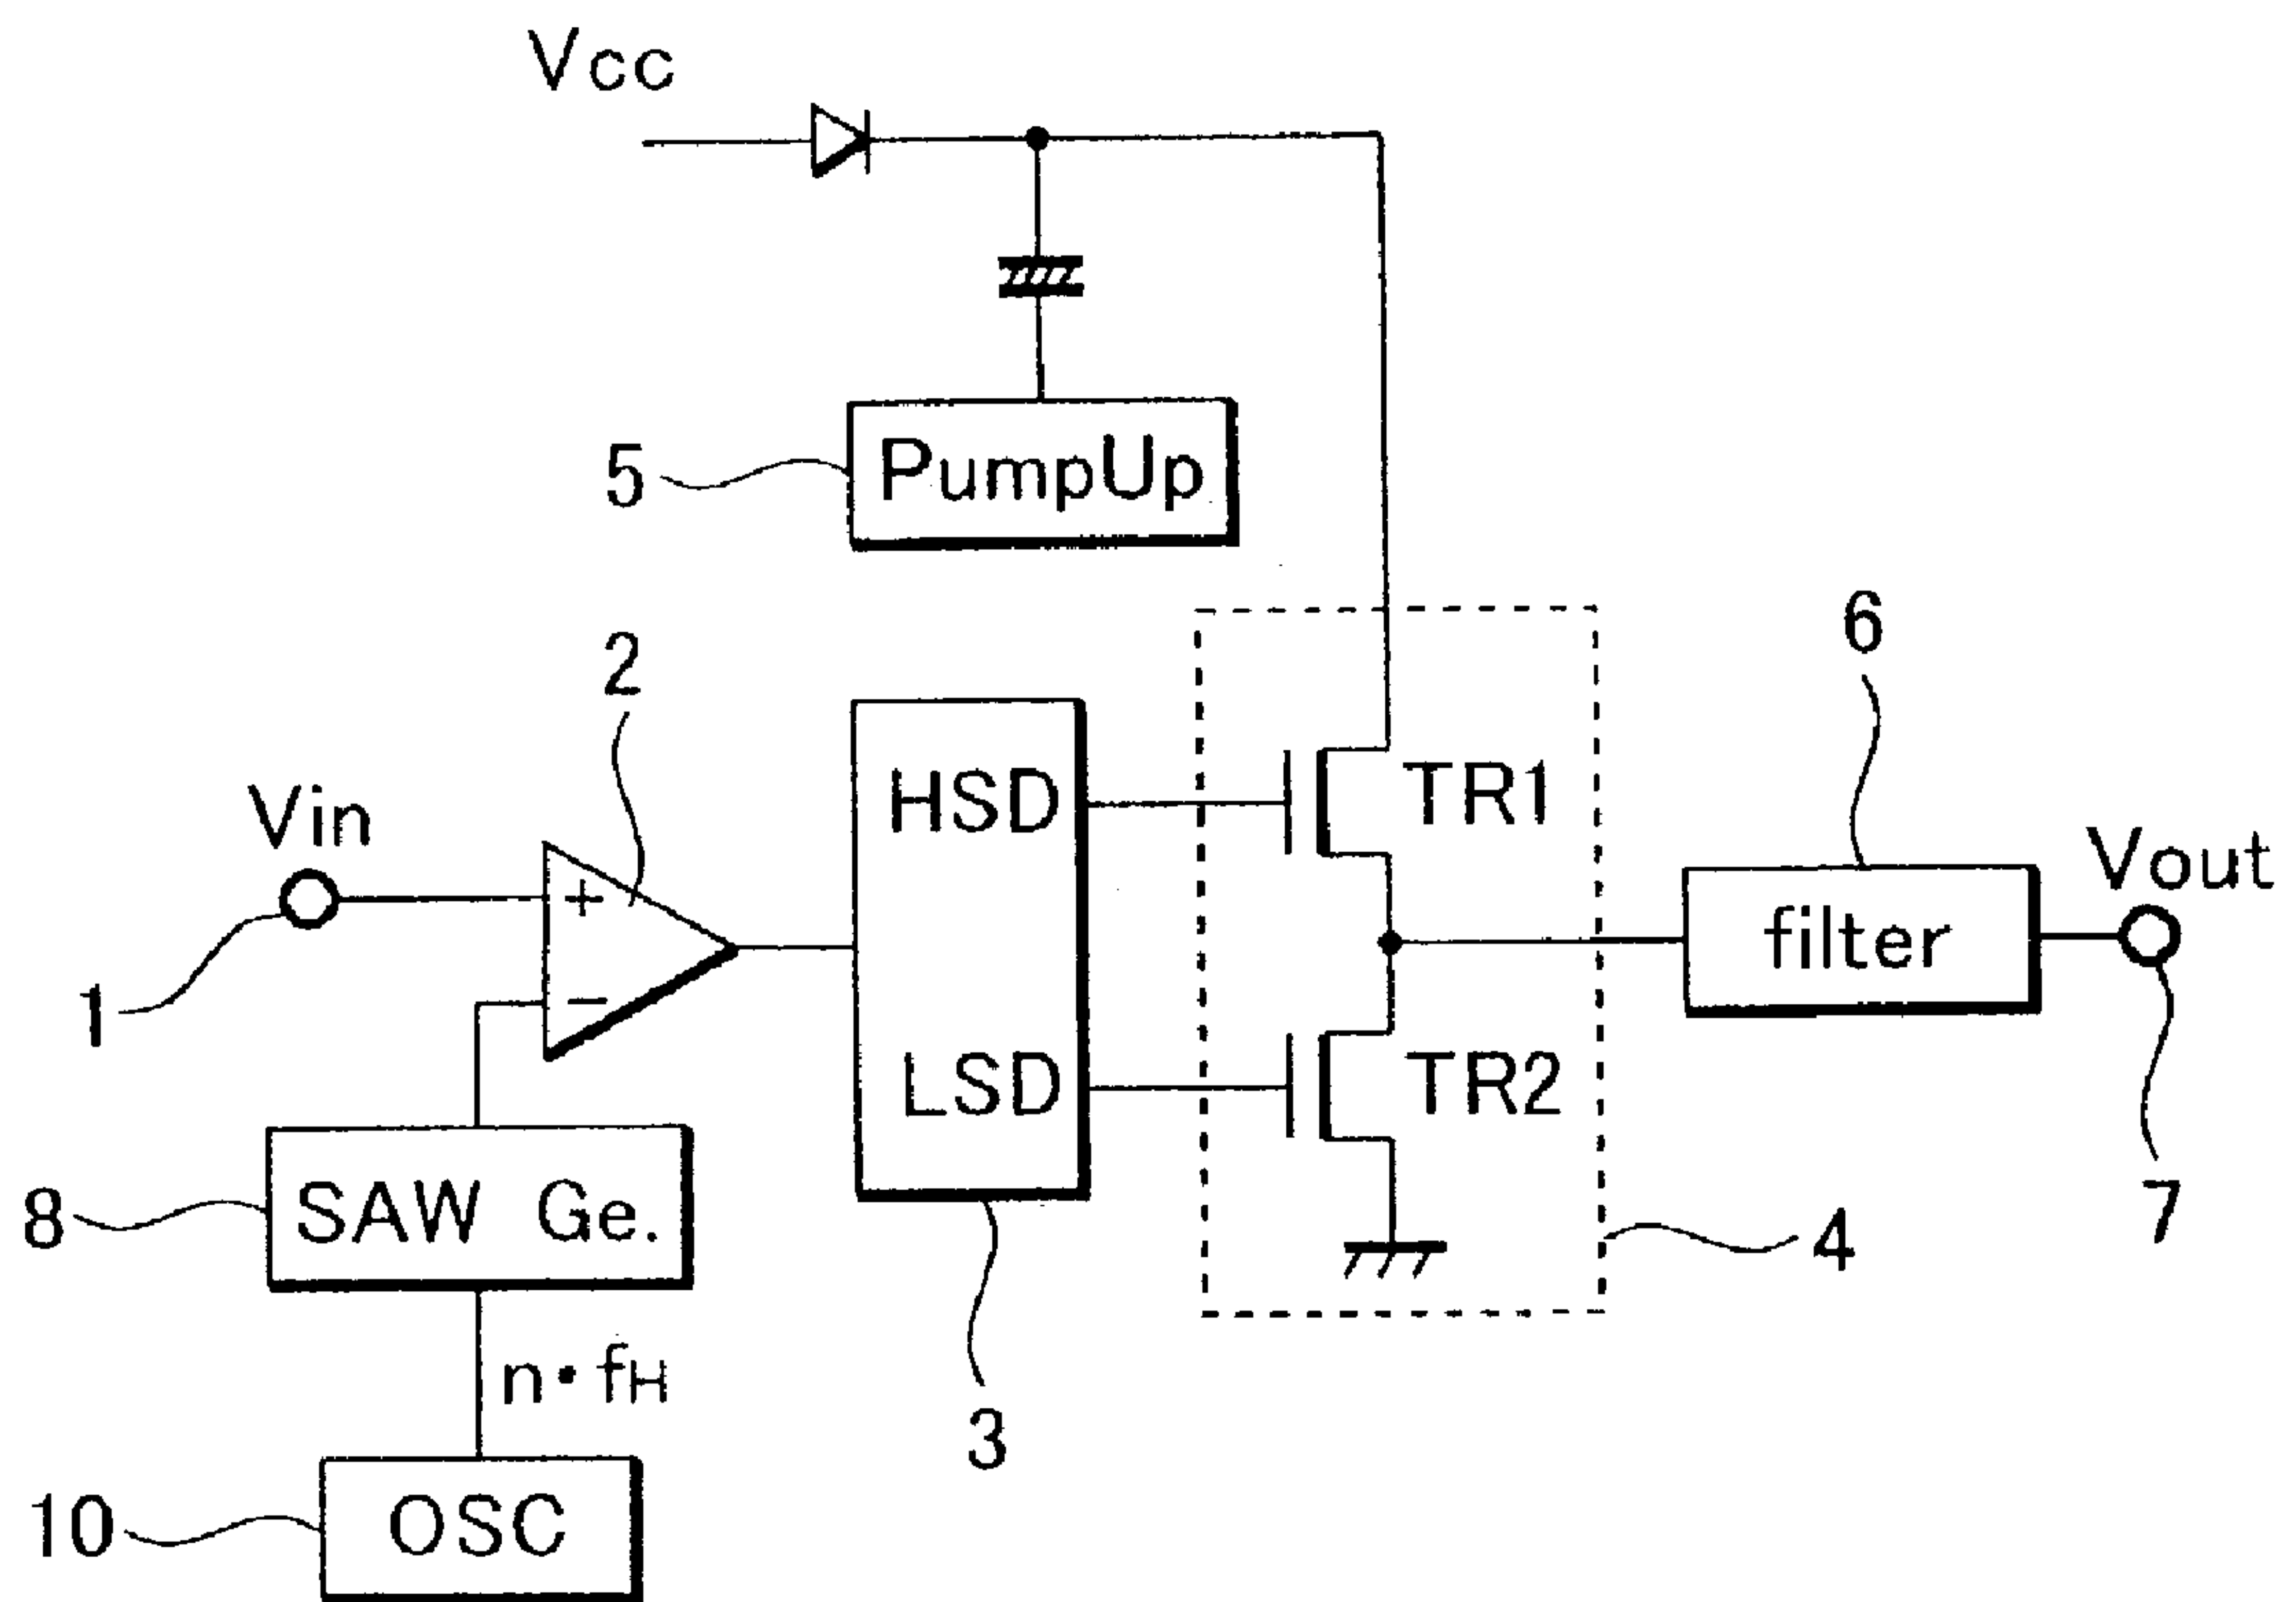 Vcc
5
PumpUp
2
6
Vin
HSD
TR1
Vout
+
filter
1
−
LSD
TR2
8
SAW Ge.
7
4
n・fH
3
10
OSC